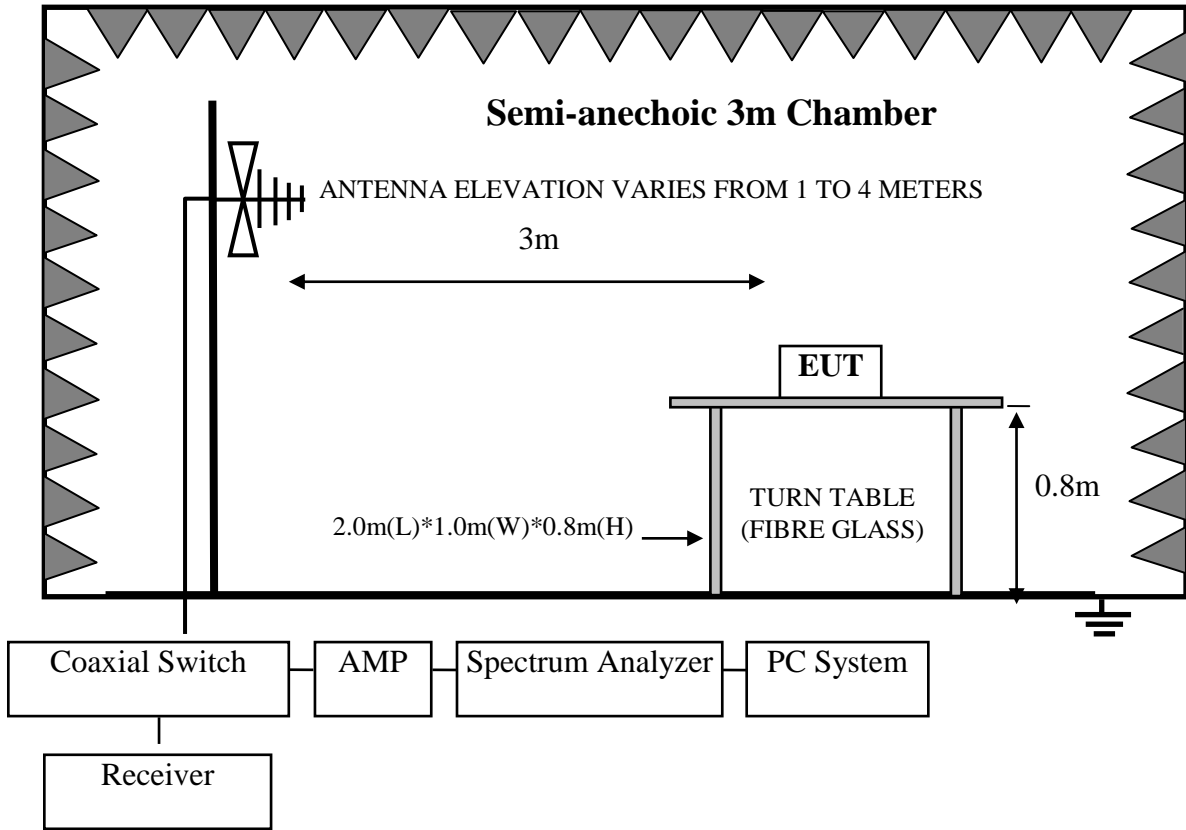 Semi-anechoic 3m Chamber
ANTENNA ELEVATION VARIES FROM 1 TO 4 METERS
3m
EUT
0.8m
TURN TABLE
(FIBRE GLASS)
2.0m(L)*1.0m(W)*0.8m(H)
Coaxial Switch
AMP
Spectrum Analyzer
PC System
Receiver